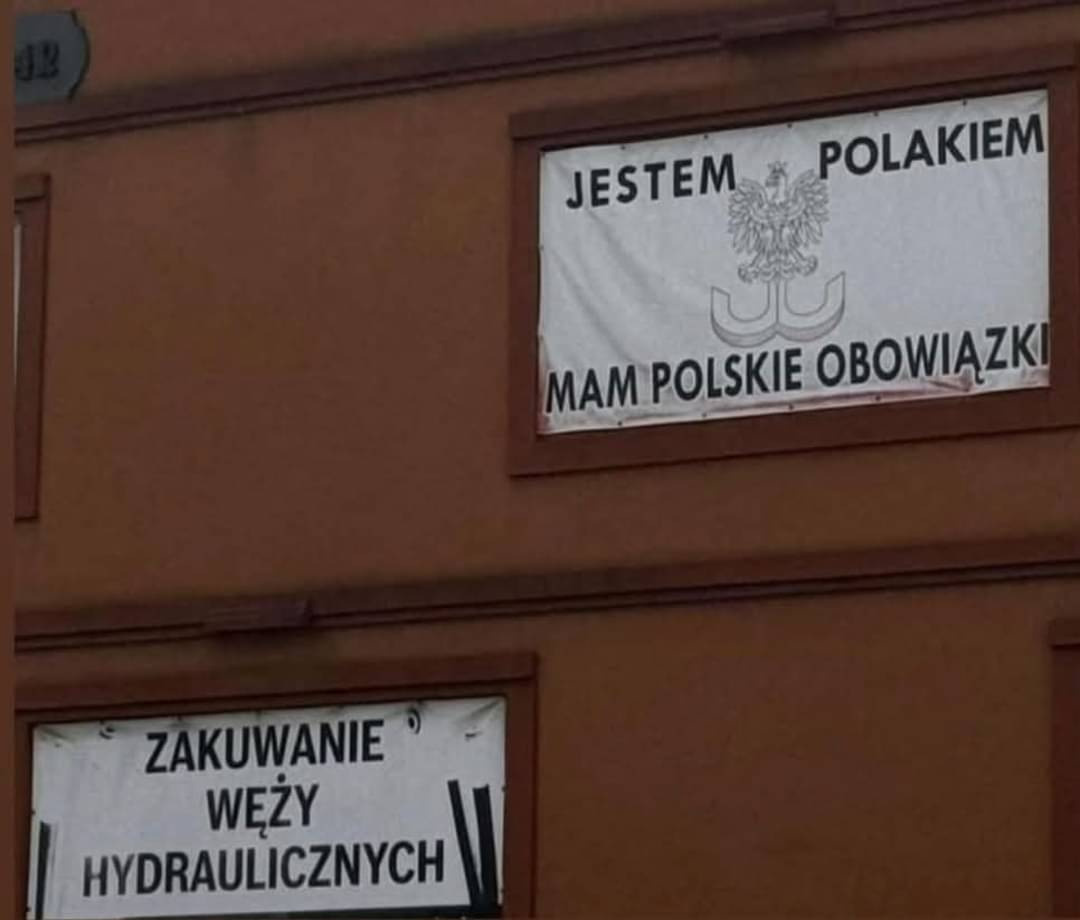 JESTEM POLAKIEM
MAM POLSKIE OBOWIĄZKI
ZAKUWANIE
WĘŻY
HYDRAULICZNYCH